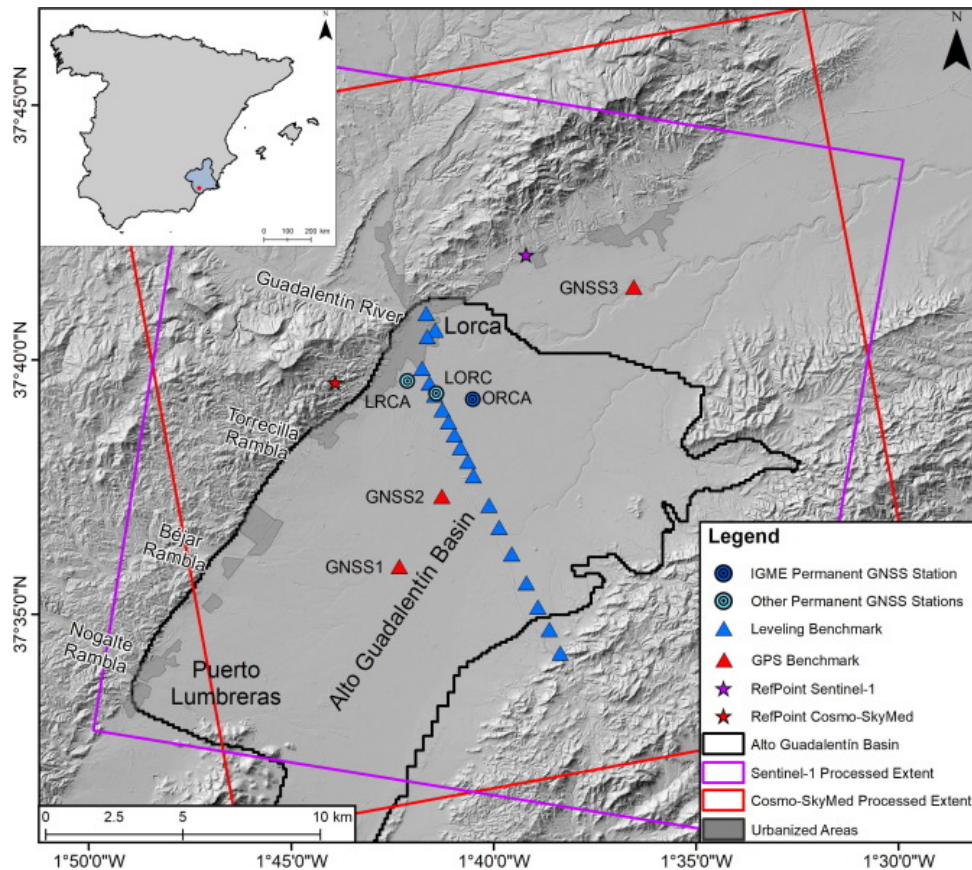 N
0 100 200 km
N
37°45'0"N
37°40'0"N
37°35'0"N
Guadalentín River
GNSS3
Lorca
LRCA
LORC
ORCA
Torrecilla
Rambla
GNSS2
Béjar
Rambla
GNSS1
Alto Guadalentín Basin
Nogalte
Rambla
Puerto
Lumbreras
Legend
IGME Permanent GNSS Station
Other Permanent GNSS Stations
Leveling Benchmark
GPS Benchmark
RefPoint Sentinel-1
RefPoint Cosmo-SkyMed
Alto Guadalentín Basin
Sentinel-1 Processed Extent
Cosmo-SkyMed Processed Extent
Urbanized Areas
0 2.5 5 10 km
1°50'0"W 1°45'0"W 1°40'0"W 1°35'0"W 1°30'0"W